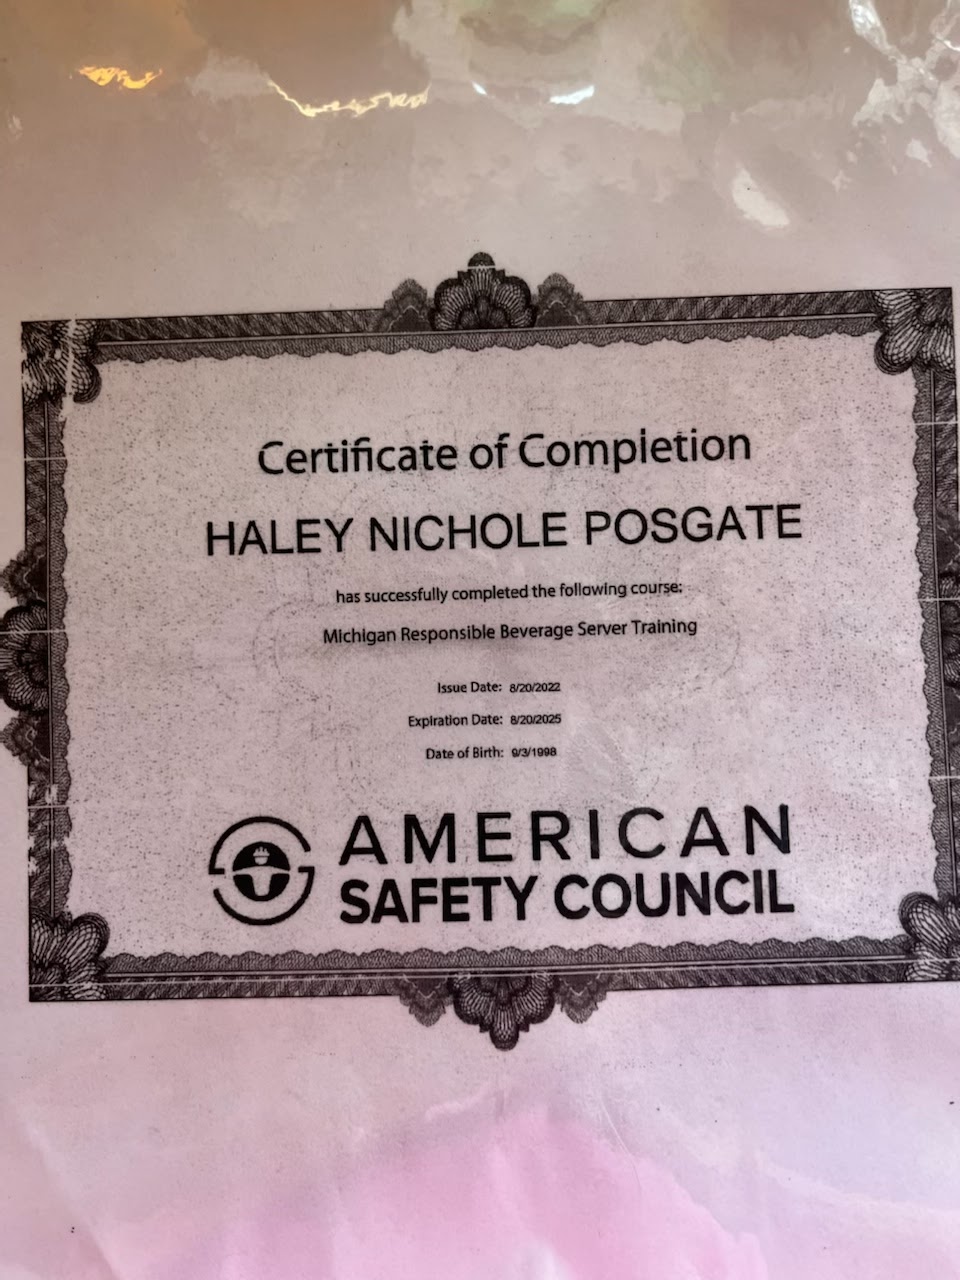 Certificate of Completion
HALEY NICHOLE POSGATE
has successfully completed the following course:
Michigan Responsible Beverage Server Training
Issue Date: 8/20/2022
Expiration Date: 8/20/2025
Date of Birth: 9/3/1998
AMERICAN
SAFETY COUNCIL